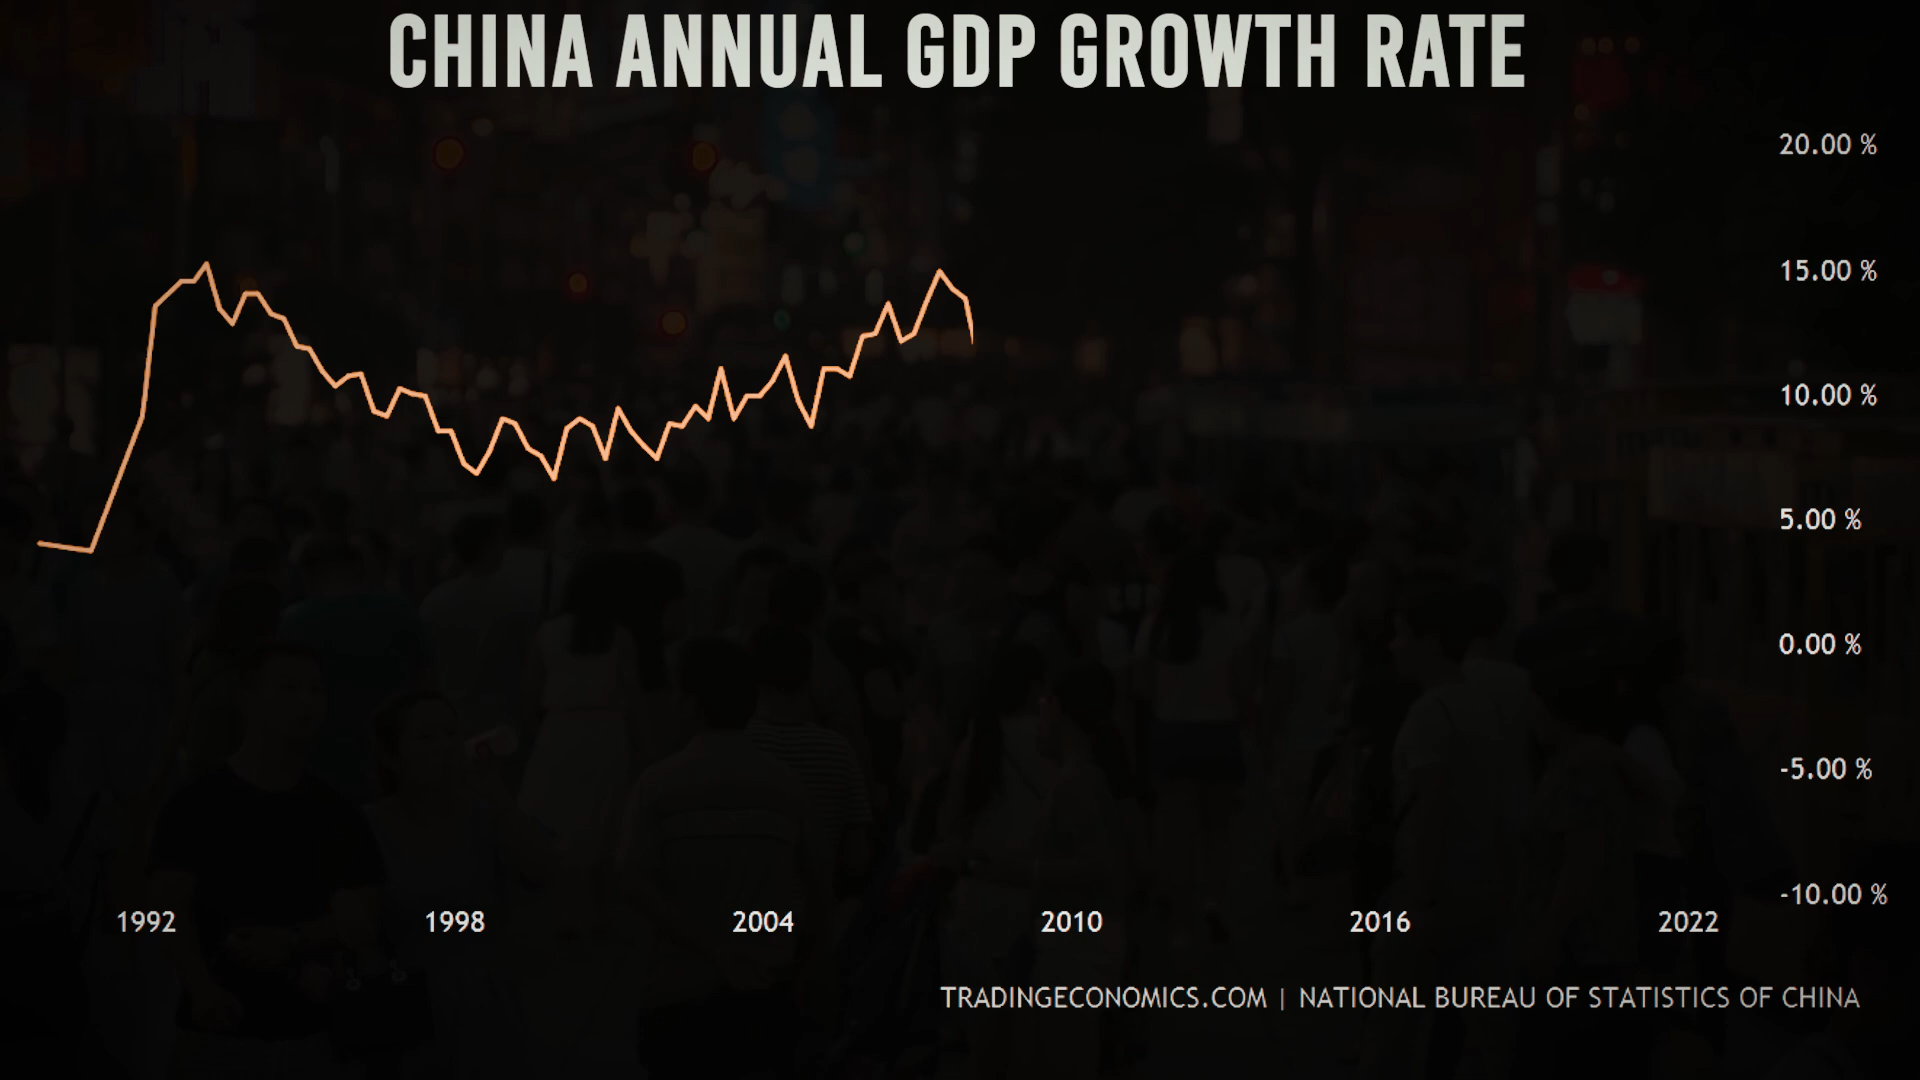 CHINA ANNUAL GDP GROWTH RATE
20.00 %
15.00 %
10.00 %
5.00 %
0.00 %
-5.00 %
-10.00 %
1992 1998 2004 2010 2016 2022
TRADINGECONOMICS.COM | NATIONAL BUREAU OF STATISTICS OF CHINA